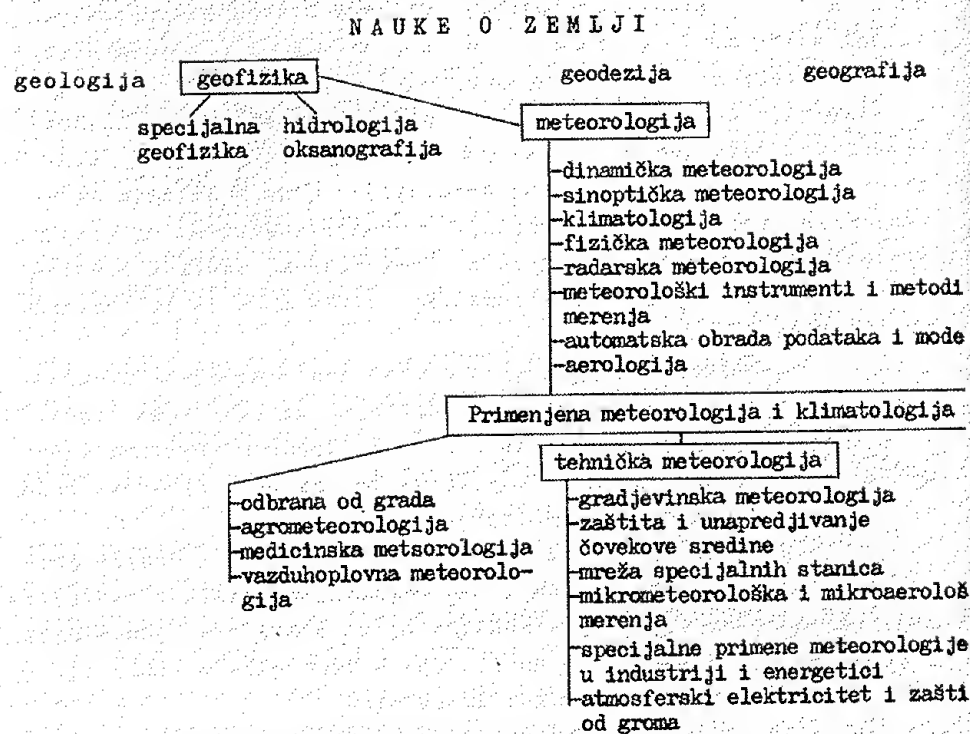 NAUKE O ZEMLJI
geologija geofizika geodezija geografija
specijalna hidrologija
geofizika oksanografija
meteorologija
-dinamička meteorologija
-sinoptička meteorologija
-klimatologija
-fizička meteorologija
-radarska meteorologija
-meteorološki instrumenti i metodi
merenja
-automatska obrada podataka i mode
-aerologija
Primenjena meteorologija i klimatologija
tehnička meteorologija
-odbrana od grada
-agrometeorologija
-medicinska metsorologija
-vazduhoplovna meteorolo-
gija
-gradjevinska meteorologija
-zaštita i unapredjivanje
čovekove sredine
-mreža specijalnih stanica
-mikrometeorološka i mikroaerološ
merenja
-specijalne primene meteorologije
u industriji i energetici
-atmosferski elektricitet i zašti
od groma